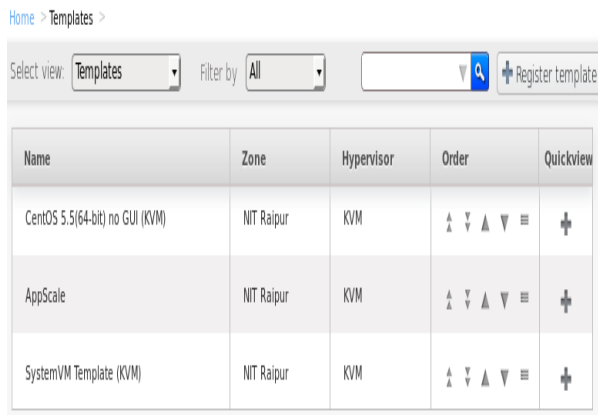 Home > Templates >
Select view: Templates Filter by All Register template
Name Zone Hypervisor Order Quickview
CentOS 5.5(64-bit) no GUI (KVM) NIT Raipur KVM
AppScale NIT Raipur KVM
SystemVM Template (KVM) NIT Raipur KVM